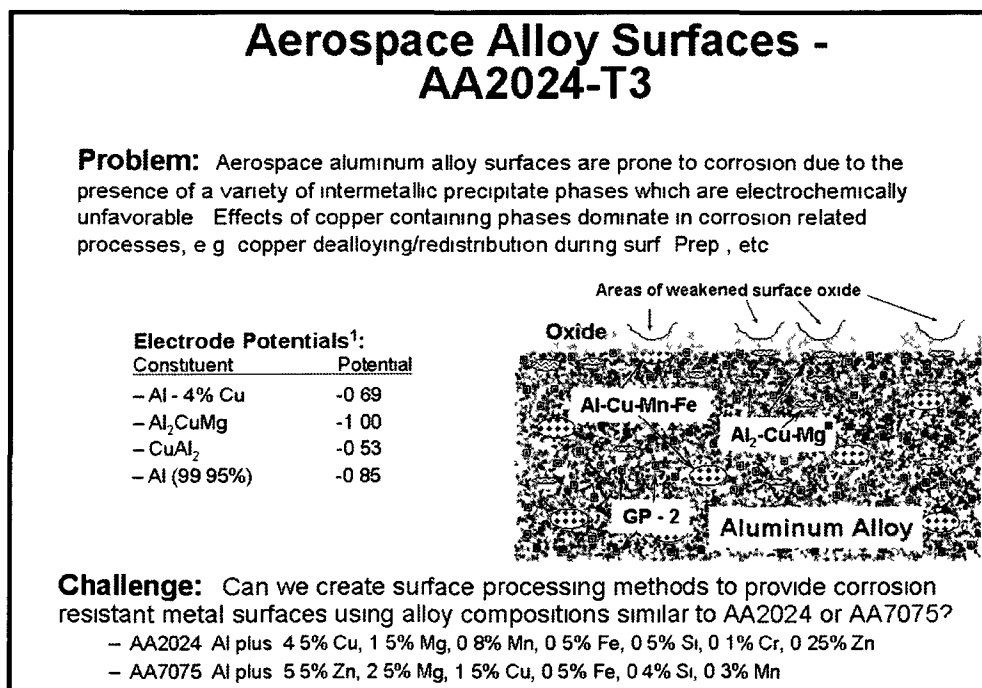 Aerospace Alloy Surfaces -
AA2024-T3
Problem: Aerospace aluminum alloy surfaces are prone to corrosion due to the
presence of a variety of intermetallic precipitate phases which are electrochemically
unfavorable Effects of copper containing phases dominate in corrosion related
processes, e g copper dealloying/redistribution during surf Prep , etc
Electrode Potentials¹:
Constituent Potential
– Al - 4% Cu -0 69
– Al₂CuMg -1 00
– CuAl₂ -0 53
– Al (99 95%) -0 85
Areas of weakened surface oxide
Oxide
Al-Cu-Mn-Fe
Al₂-Cu-Mg
GP - 2
Aluminum Alloy
Challenge: Can we create surface processing methods to provide corrosion
resistant metal surfaces using alloy compositions similar to AA2024 or AA7075?
– AA2024 Al plus 4 5% Cu, 1 5% Mg, 0 8% Mn, 0 5% Fe, 0 5% Si, 0 1% Cr, 0 25% Zn
– AA7075 Al plus 5 5% Zn, 2 5% Mg, 1 5% Cu, 0 5% Fe, 0 4% Si, 0 3% Mn